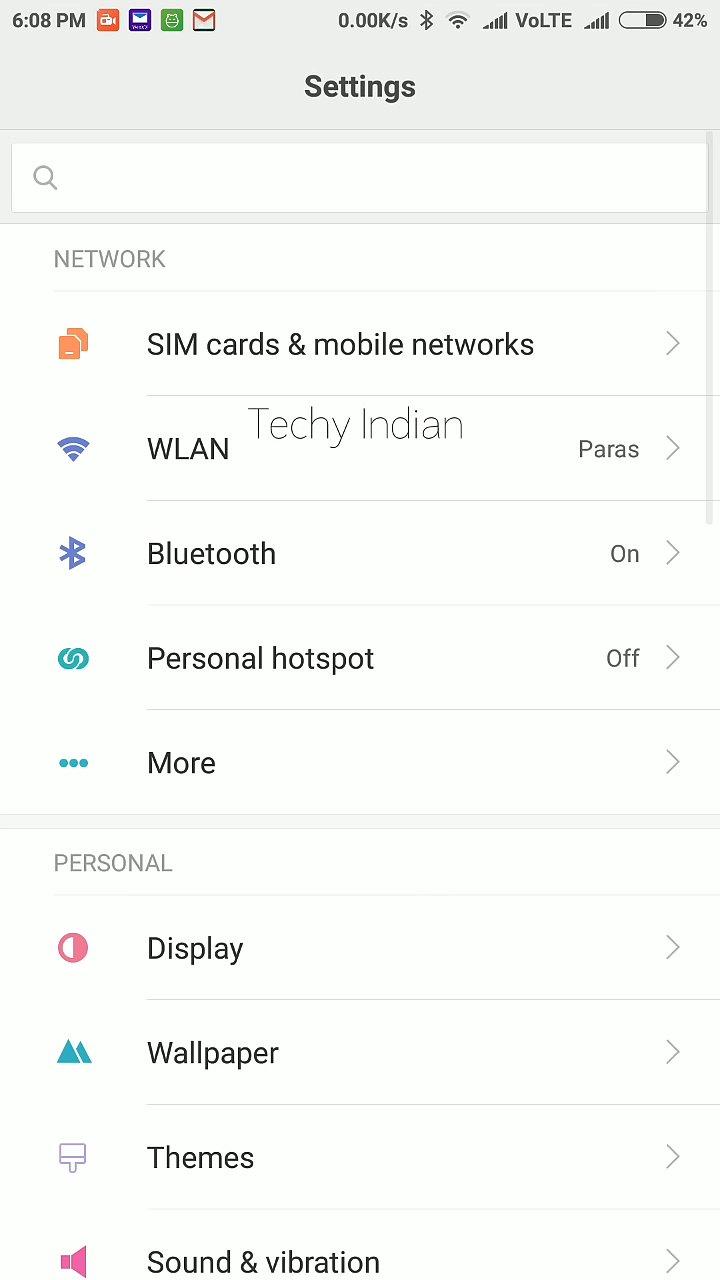 6:08 PM 0.00K/s VoLTE 42%
Settings
NETWORK
SIM cards & mobile networks
Techy Indian
WLAN Paras
Bluetooth On
Personal hotspot Off
More
PERSONAL
Display
Wallpaper
Themes
Sound & vibration